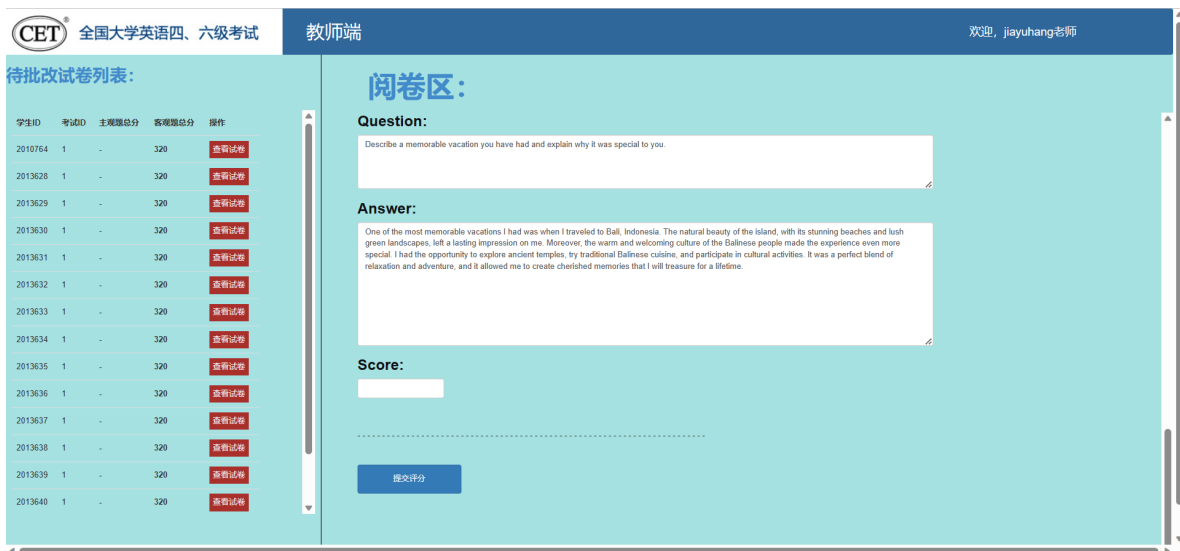 CET® 全国大学英语四、六级考试 教师端 欢迎，jiayuhang老师
待批改试卷列表：
学生ID 考试ID 主观题总分 客观题总分 操作
2010764 1 - 320 查看试卷
2013628 1 - 320 查看试卷
2013629 1 - 320 查看试卷
2013630 1 - 320 查看试卷
2013631 1 - 320 查看试卷
2013632 1 - 320 查看试卷
2013633 1 - 320 查看试卷
2013634 1 - 320 查看试卷
2013635 1 - 320 查看试卷
2013636 1 - 320 查看试卷
2013637 1 - 320 查看试卷
2013638 1 - 320 查看试卷
2013639 1 - 320 查看试卷
2013640 1 - 320 查看试卷
阅卷区：
Question:
Describe a memorable vacation you have had and explain why it was special to you.
Answer:
One of the most memorable vacations I had was when I traveled to Bali, Indonesia. The natural beauty of the island, with its stunning beaches and lush
green landscapes, left a lasting impression on me. Moreover, the warm and welcoming culture of the Balinese people made the experience even more
special. I had the opportunity to explore ancient temples, try traditional Balinese cuisine, and participate in cultural activities. It was a perfect blend of
relaxation and adventure, and it allowed me to create cherished memories that I will treasure for a lifetime.
Score:
提交评分